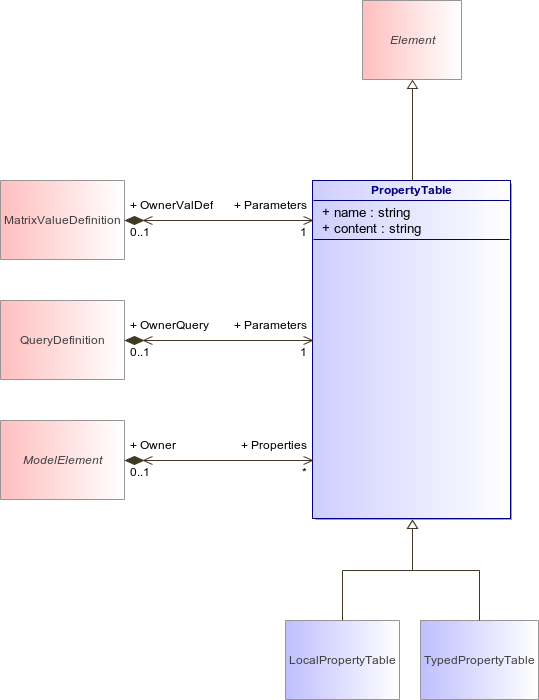 Element
PropertyTable
+ name : string
+ content : string
MatrixValueDefinition
+ OwnerValDef
+ Parameters
0..1
1
QueryDefinition
+ OwnerQuery
+ Parameters
0..1
1
ModelElement
+ Owner
+ Properties
0..1
*
LocalPropertyTable
TypedPropertyTable